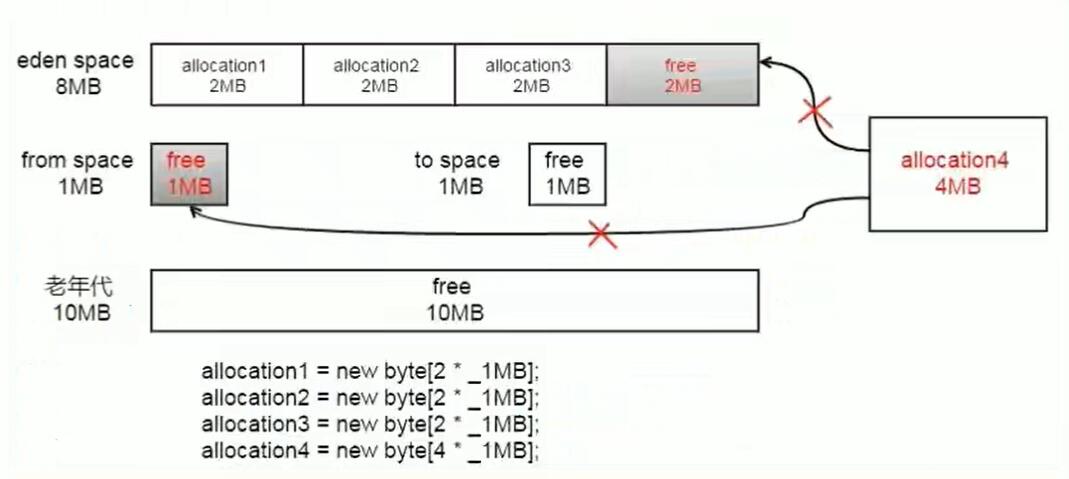 eden space
8MB
allocation1
2MB
allocation2
2MB
allocation3
2MB
free
2MB
from space
1MB
free
1MB
to space
1MB
free
1MB
allocation4
4MB
老年代
10MB
free
10MB
allocation1 = new byte[2 * _1MB];
allocation2 = new byte[2 * _1MB];
allocation3 = new byte[2 * _1MB];
allocation4 = new byte[4 * _1MB];